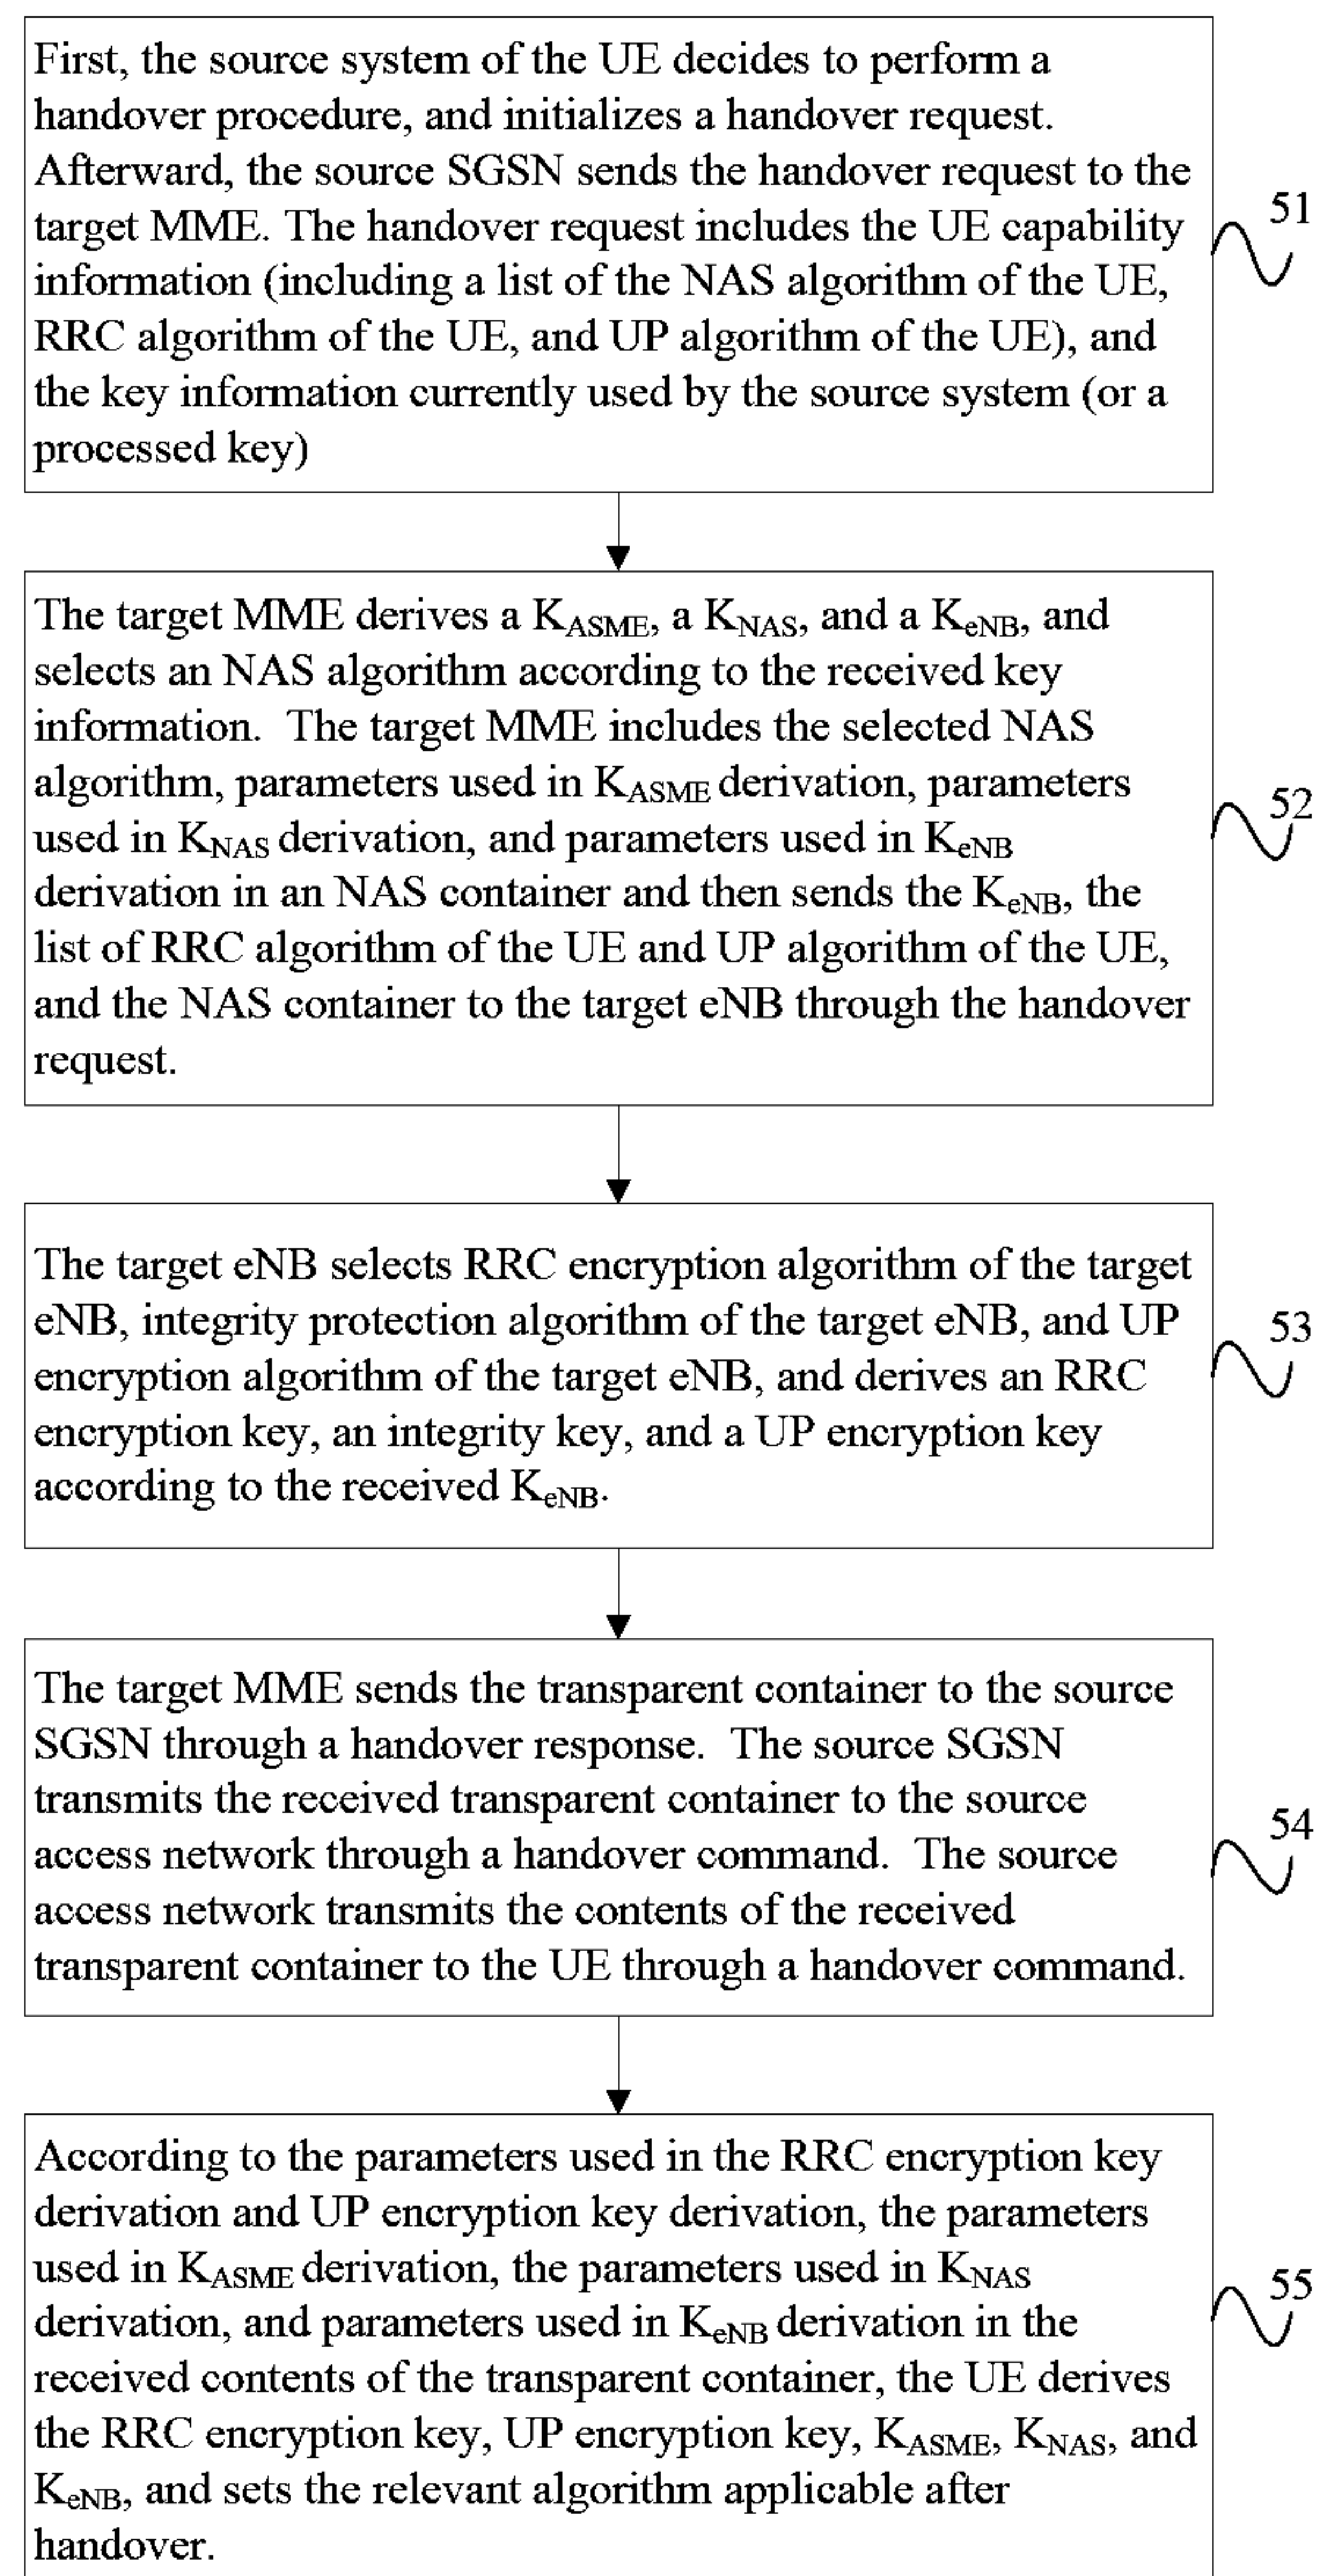 First, the source system of the UE decides to perform a
handover procedure, and initializes a handover request.
Afterward, the source SGSN sends the handover request to the
target MME. The handover request includes the UE capability
information (including a list of the NAS algorithm of the UE,
RRC algorithm of the UE, and UP algorithm of the UE), and
the key information currently used by the source system (or a
processed key)
51
The target MME derives a KASME, a KNAS, and a KeNB, and
selects an NAS algorithm according to the received key
information. The target MME includes the selected NAS
algorithm, parameters used in KASME derivation, parameters
used in KNAS derivation, and parameters used in KeNB
derivation in an NAS container and then sends the KeNB, the
list of RRC algorithm of the UE and UP algorithm of the UE,
and the NAS container to the target eNB through the handover
request.
52
The target eNB selects RRC encryption algorithm of the target
eNB, integrity protection algorithm of the target eNB, and UP
encryption algorithm of the target eNB, and derives an RRC
encryption key, an integrity key, and a UP encryption key
according to the received KeNB.
53
The target MME sends the transparent container to the source
SGSN through a handover response. The source SGSN
transmits the received transparent container to the source
access network through a handover command. The source
access network transmits the contents of the received
transparent container to the UE through a handover command.
54
According to the parameters used in the RRC encryption key
derivation and UP encryption key derivation, the parameters
used in KASME derivation, the parameters used in KNAS
derivation, and parameters used in KeNB derivation in the
received contents of the transparent container, the UE derives
the RRC encryption key, UP encryption key, KASME, KNAS, and
KeNB, and sets the relevant algorithm applicable after
handover.
55